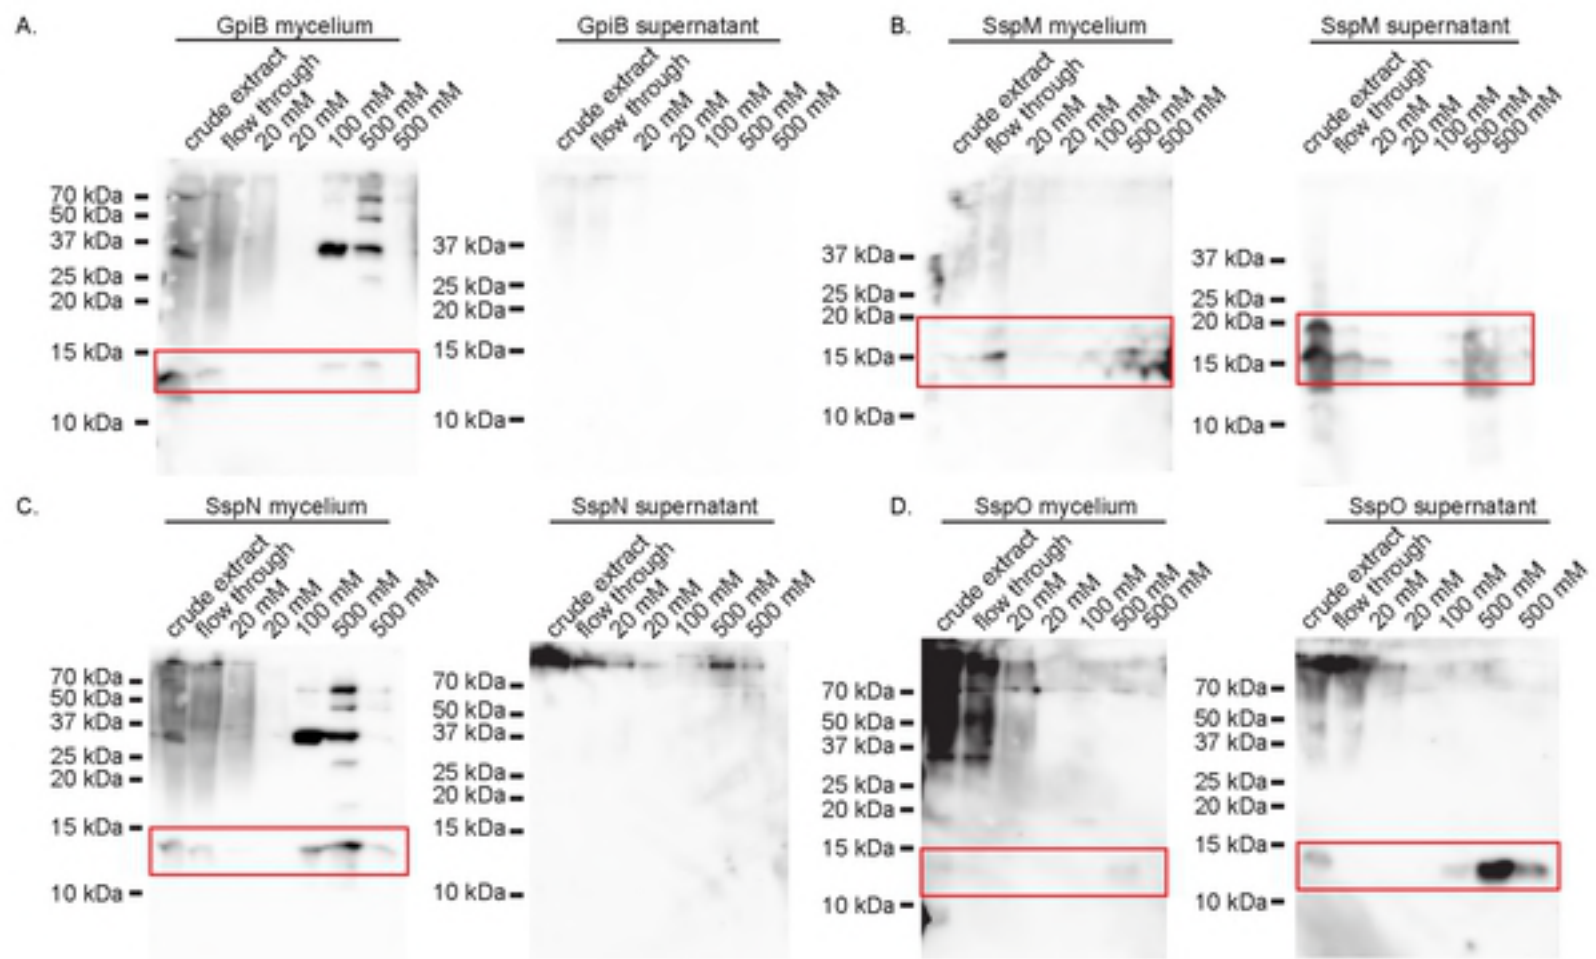 A.
GpiB mycelium
crude extract
flow through
20 mM
20 mM
100 mM
500 mM
500 mM
70 kDa
50 kDa
37 kDa
25 kDa
20 kDa
15 kDa
10 kDa
GpiB supernatant
crude extract
flow through
20 mM
20 mM
100 mM
500 mM
500 mM
37 kDa
25 kDa
20 kDa
15 kDa
10 kDa
B.
SspM mycelium
crude extract
flow through
20 mM
20 mM
100 mM
500 mM
500 mM
37 kDa
25 kDa
20 kDa
15 kDa
10 kDa
SspM supernatant
crude extract
flow through
20 mM
20 mM
100 mM
500 mM
500 mM
37 kDa
25 kDa
20 kDa
15 kDa
10 kDa
C.
SspN mycelium
crude extract
flow through
20 mM
20 mM
100 mM
500 mM
500 mM
70 kDa
50 kDa
37 kDa
25 kDa
20 kDa
15 kDa
10 kDa
SspN supernatant
crude extract
flow through
20 mM
20 mM
100 mM
500 mM
500 mM
70 kDa
50 kDa
37 kDa
25 kDa
20 kDa
15 kDa
10 kDa
D.
SspO mycelium
crude extract
flow through
20 mM
20 mM
100 mM
500 mM
500 mM
70 kDa
50 kDa
37 kDa
25 kDa
20 kDa
15 kDa
10 kDa
SspO supernatant
crude extract
flow through
20 mM
20 mM
100 mM
500 mM
500 mM
70 kDa
50 kDa
37 kDa
25 kDa
20 kDa
15 kDa
10 kDa